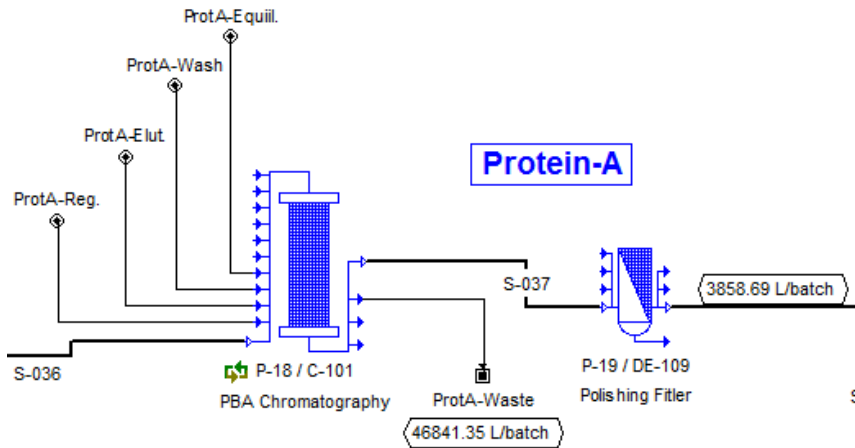 ProtA-Equiil.
ProtA-Wash
ProtA-Elut.
Protein-A
ProtA-Reg.
S-037
3858.69 L/batch
S-036
P-18 / C-101
PBA Chromatography
ProtA-Waste
46841.35 L/batch
P-19 / DE-109
Polishing Fitler
S